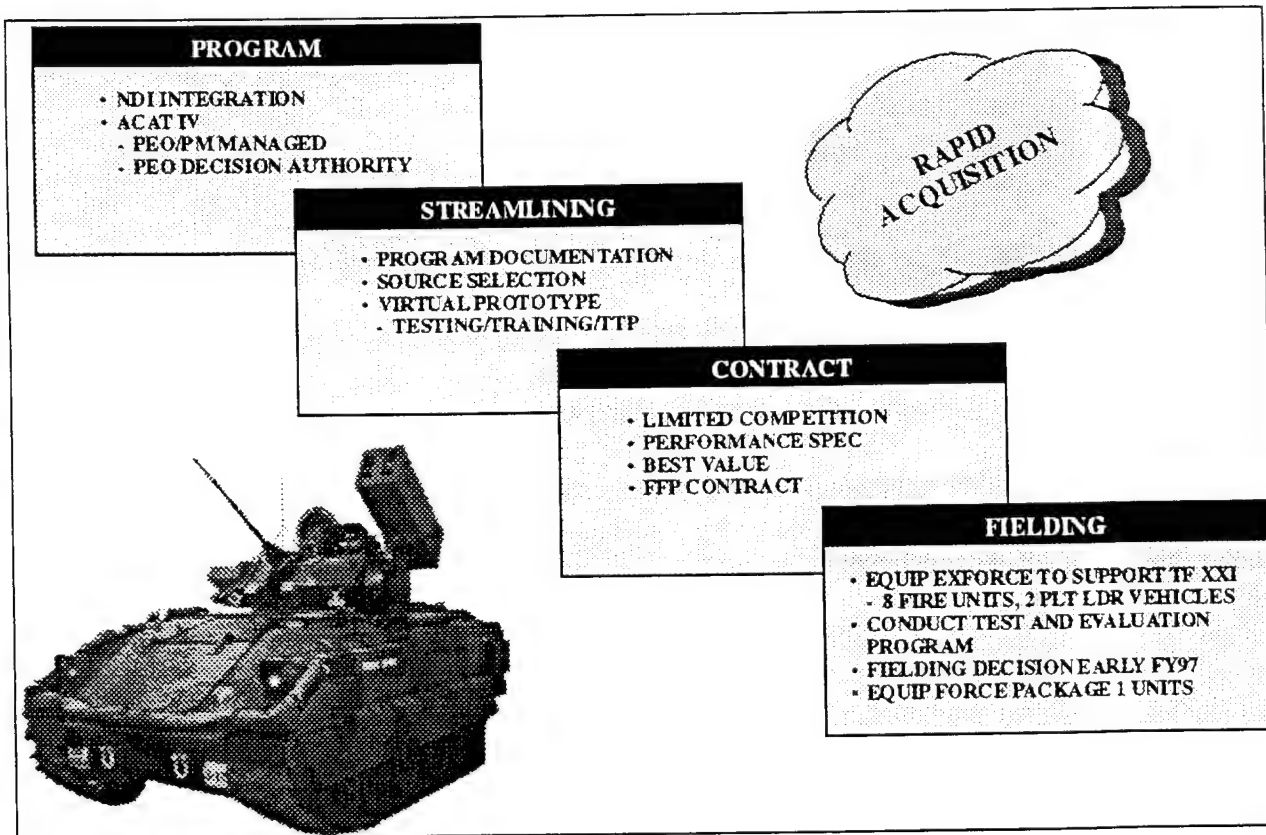 PROGRAM
• NDI INTEGRATION
• ACAT IV
- PEO/PM MANAGED
- PEO DECISION AUTHORITY
RAPID
ACQUISITION
STREAMLINING
• PROGRAM DOCUMENTATION
• SOURCE SELECTION
• VIRTUAL PROTOTYPE
- TESTING/TRAINING/TTP
CONTRACT
• LIMITED COMPETITION
• PERFORMANCE SPEC
• BEST VALUE
• FFP CONTRACT
FIELDING
• EQUIP EXFORCE TO SUPPORT TF XXI
- 8 FIRE UNITS, 2 PLT LDR VEHICLES
• CONDUCT TEST AND EVALUATION
PROGRAM
• FIELDING DECISION EARLY FY97
• EQUIP FORCE PACKAGE 1 UNITS